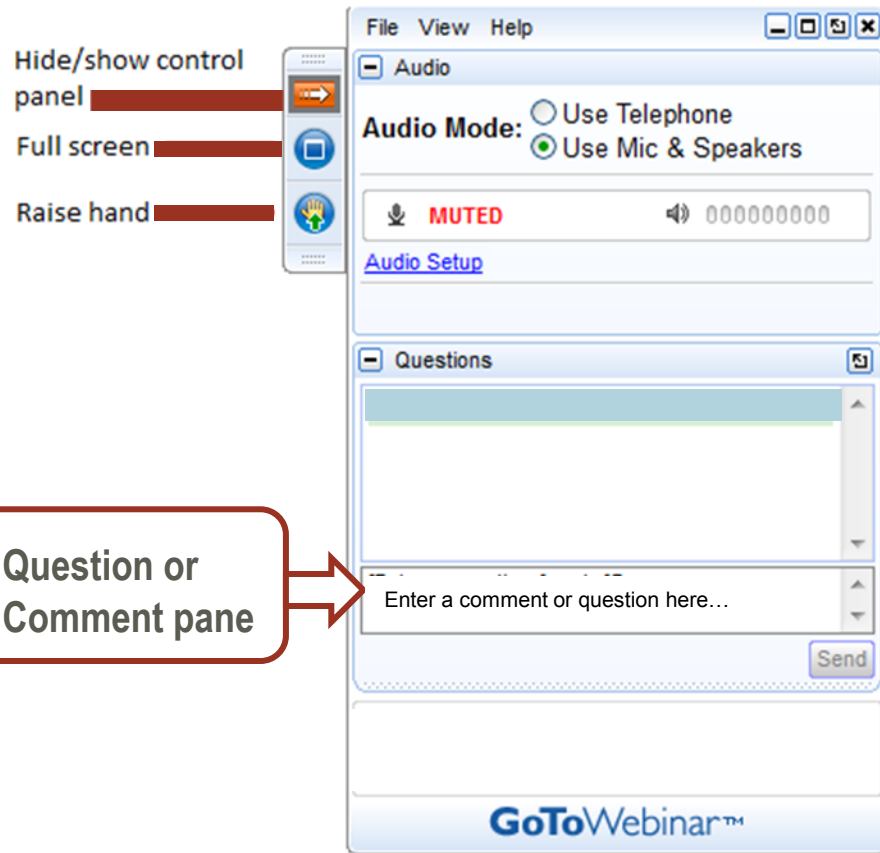 File View Help
Hide/show control
panel
Full screen
Raise hand
Audio
Audio Mode:
Use Telephone
Use Mic & Speakers
MUTED
000000000
Audio Setup
Questions
Question or
Comment pane
Enter a comment or question here…
Send
GoToWebinar™